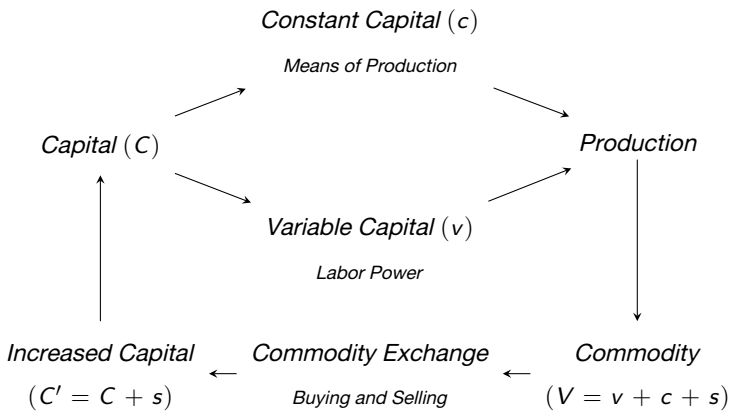 Constant Capital (c)
Means of Production
Capital (C)
Production
Variable Capital (v)
Labor Power
Increased Capital
(C′ = C + s)
Commodity Exchange
Buying and Selling
Commodity
(V = v + c + s)